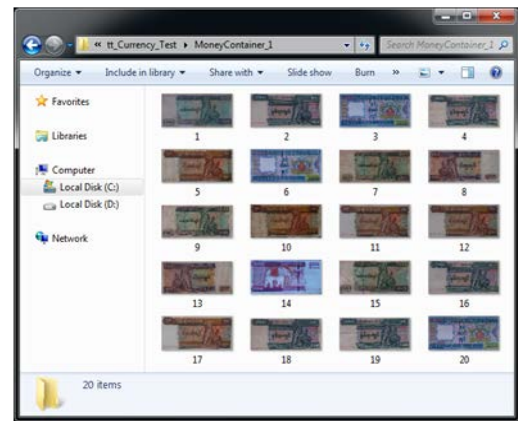 « tt_Currency_Test ▸ MoneyContainer_1
Search MoneyContainer_1
Organize Include in library Share with Slide show Burn »
Favorites
Libraries
Computer
Local Disk (C:)
Local Disk (D:)
Network
1 2 3 4
5 6 7 8
9 10 11 12
13 14 15 16
17 18 19 20
20 items